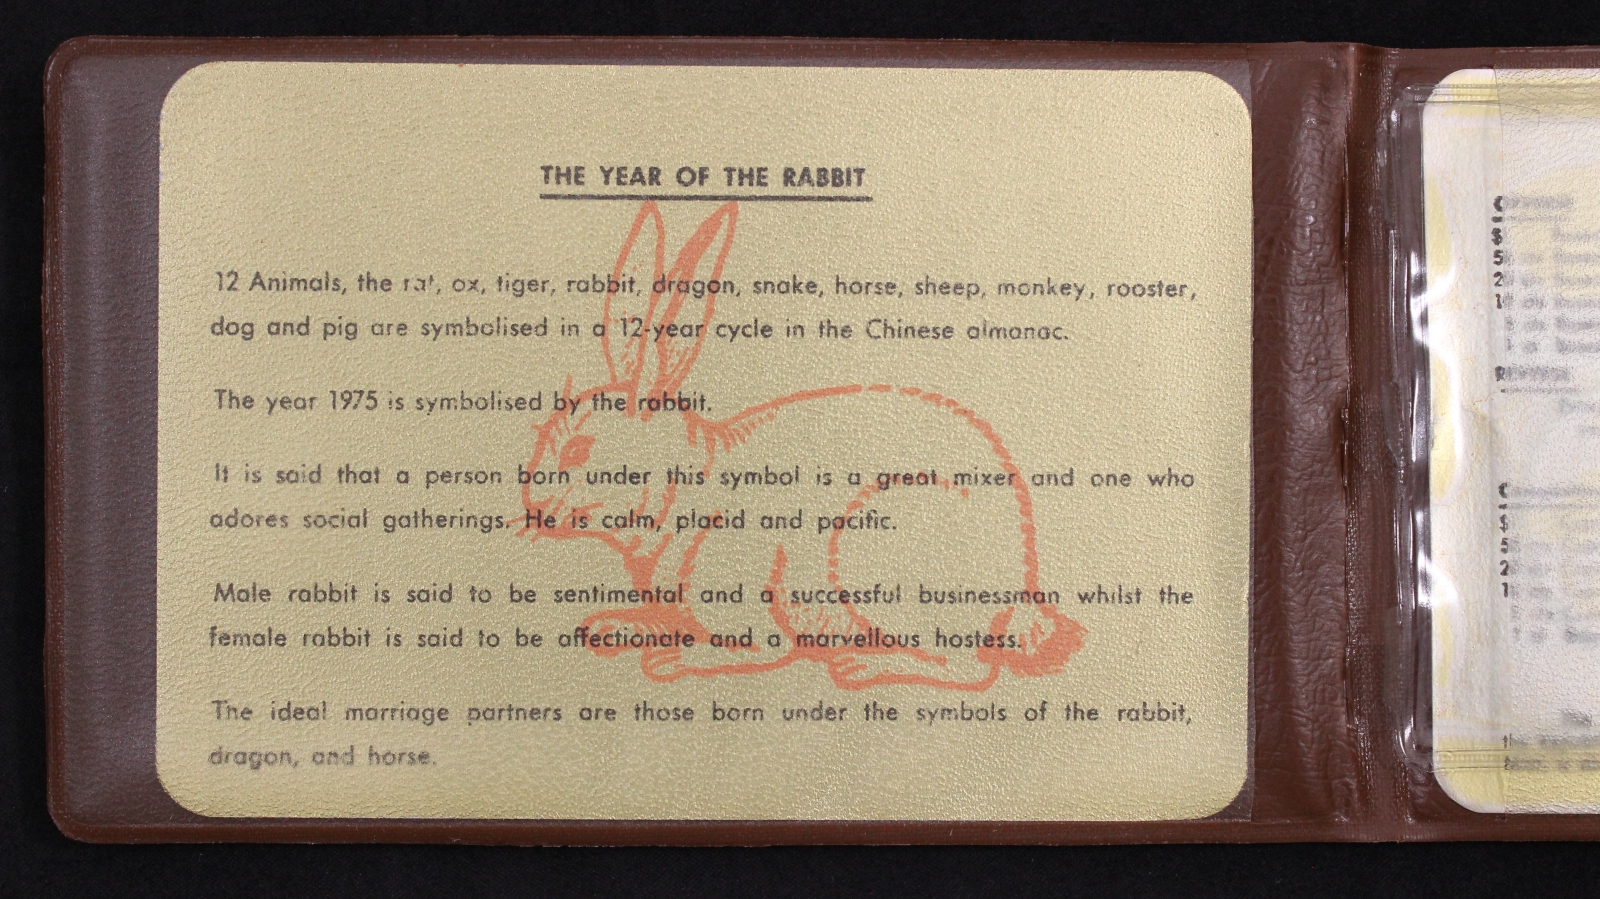 THE YEAR OF THE RABBIT
12 Animals, the rat, ox, tiger, rabbit, dragon, snake, horse, sheep, monkey, rooster,
dog and pig are symbolised in a 12-year cycle in the Chinese almanac.
The year 1975 is symbolised by the rabbit.
It is said that a person born under this symbol is a great mixer and one who
adores social gatherings. He is calm, placid and pacific.
Male rabbit is said to be sentimental and a successful businessman whilst the
female rabbit is said to be affectionate and a marvellous hostess.
The ideal marriage partners are those born under the symbols of the rabbit,
dragon, and horse.